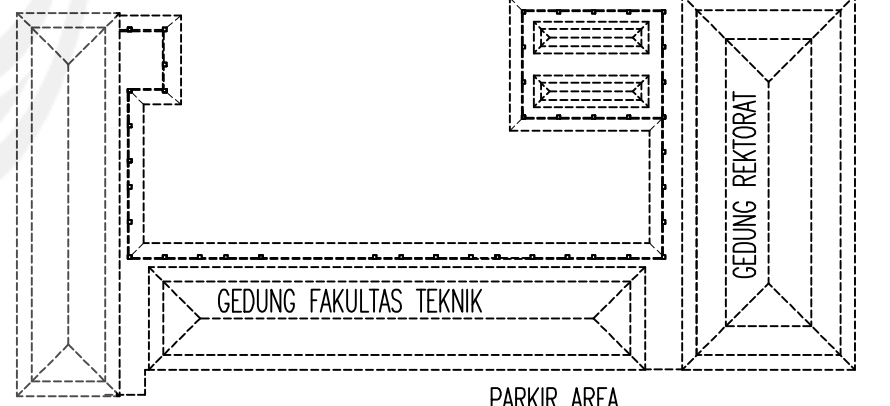 GEDUNG REKTORAT
GEDUNG FAKULTAS TEKNIK
PARKIR AREA